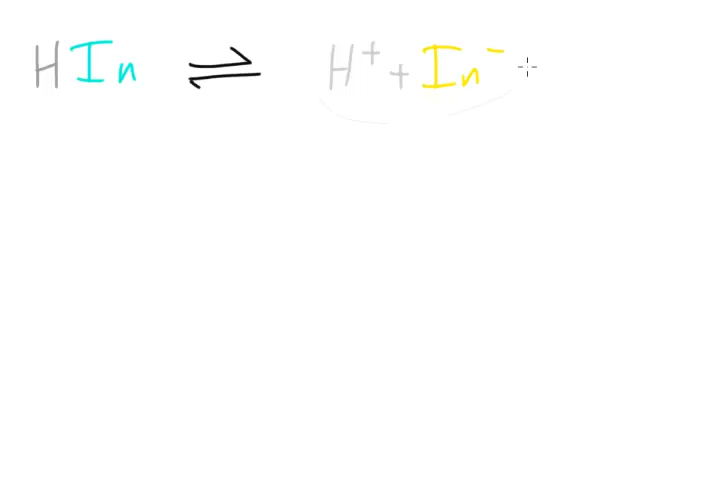 HIn ⇌ H⁺ + In⁻